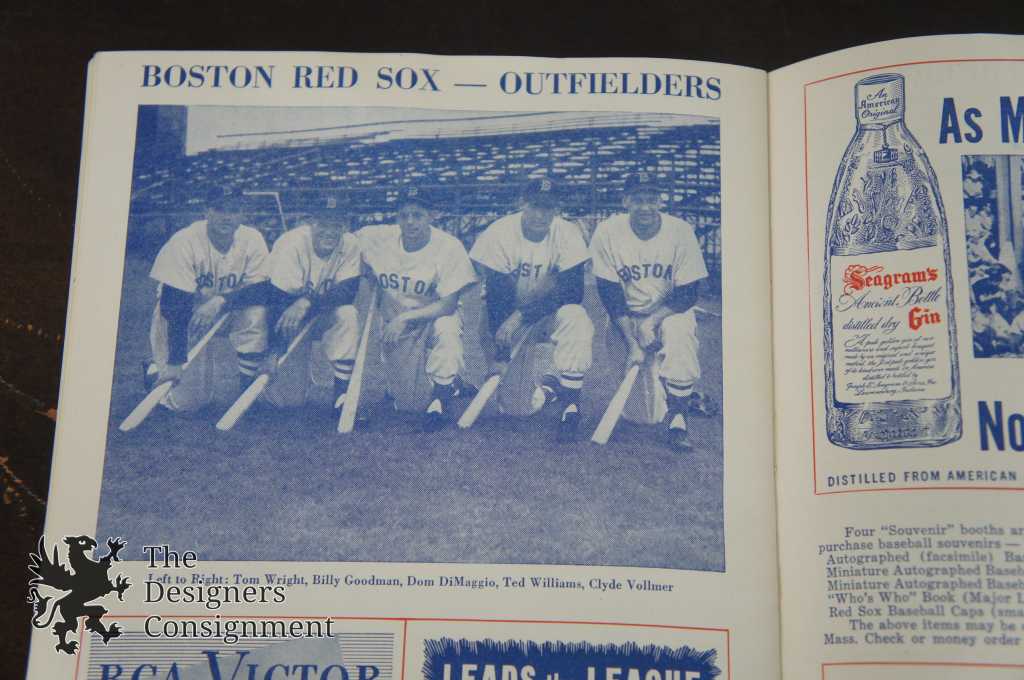 BOSTON RED SOX — OUTFIELDERS
BOSTON
BOSTON
BOSTON
Left to Right: Tom Wright, Billy Goodman, Dom DiMaggio, Ted Williams, Clyde Vollmer
The
Designers
Consignment
RCA VICTOR
LEADS the LEAGUE
An
American
Original
Seagram's
Ancient Bottle
distilled dry Gin
AS M
NO
DISTILLED FROM AMERICAN
Four "Souvenir" booths ar
purchase baseball souvenirs —
Autographed (facsimile) Bas
Miniature Autographed Baseb
Miniature Autographed Baseb
"Who's Who" Book (Major L
Red Sox Baseball Caps (sma
The above items may be
Mass. Check or money order